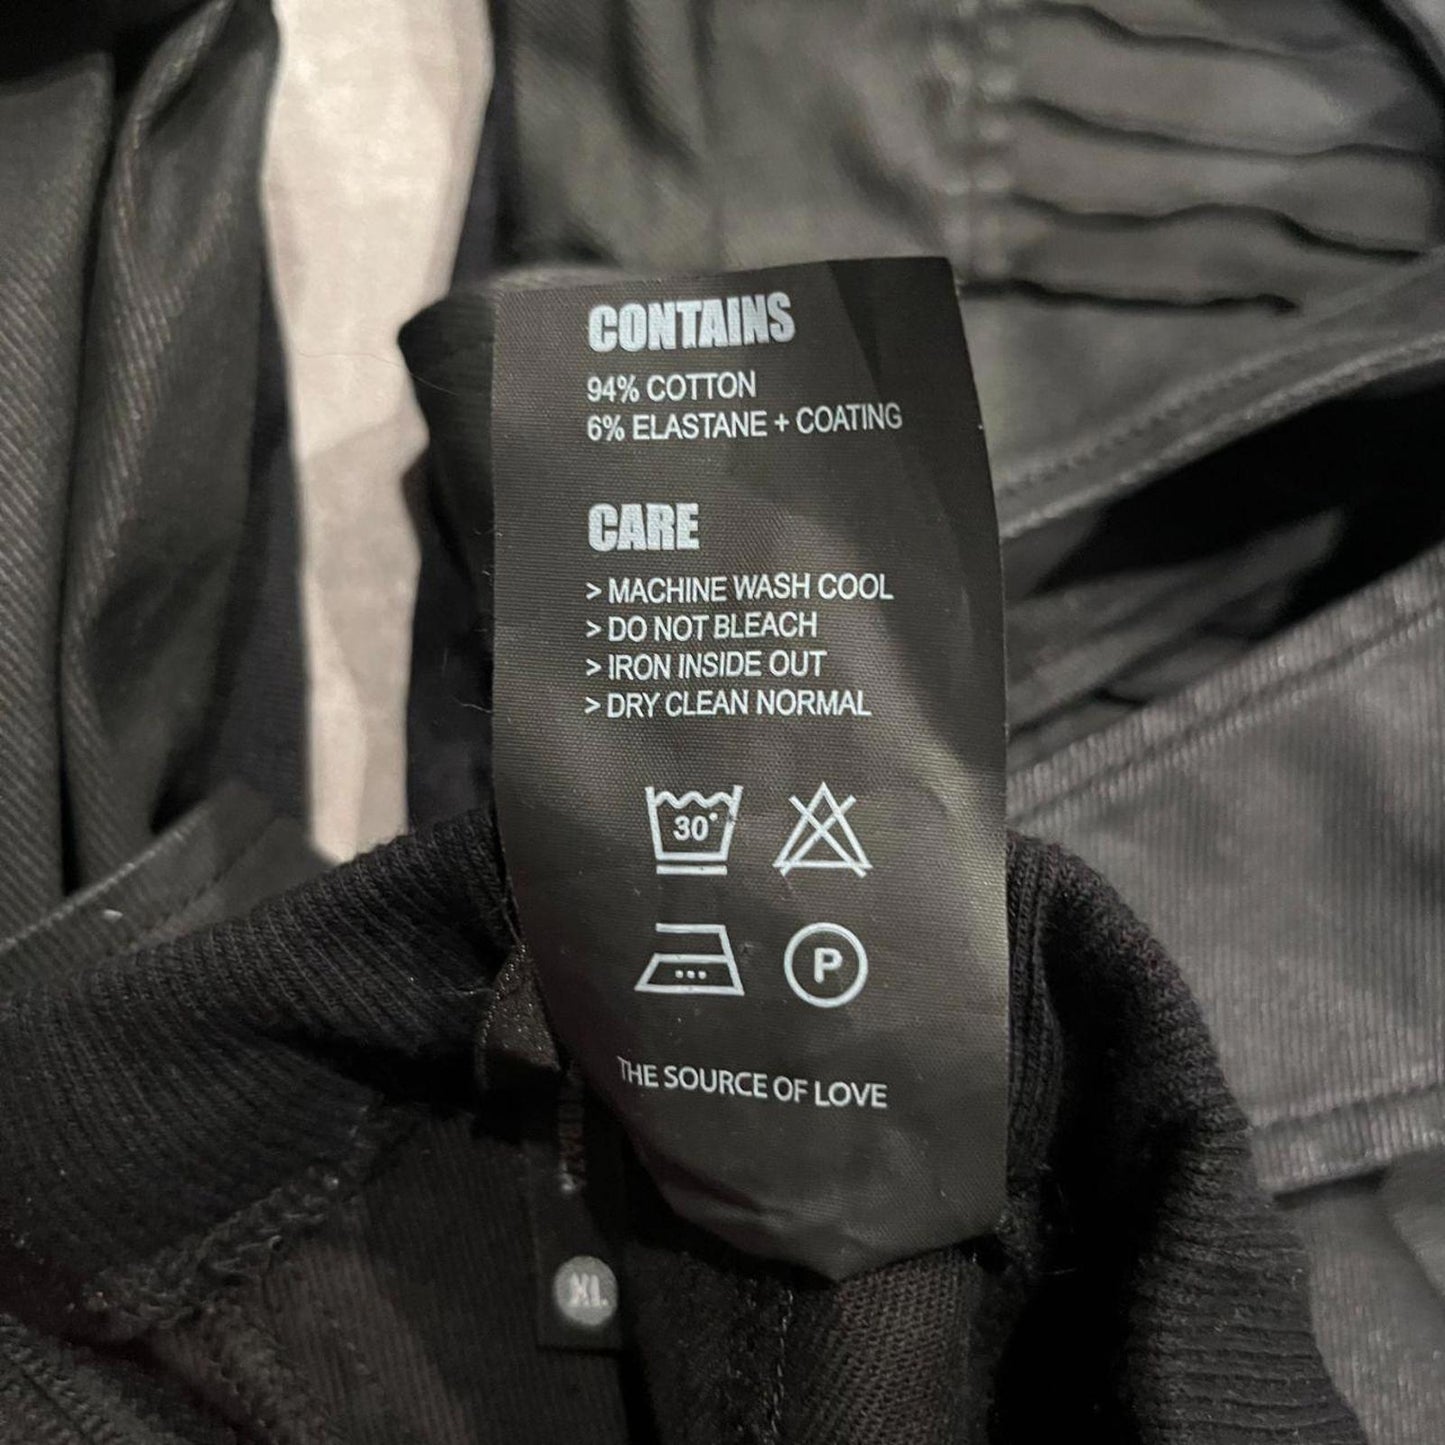 CONTAINS
94% COTTON
6% ELASTANE + COATING
CARE
> MACHINE WASH COOL
> DO NOT BLEACH
> IRON INSIDE OUT
> DRY CLEAN NORMAL
30°
P
THE SOURCE OF LOVE
XL